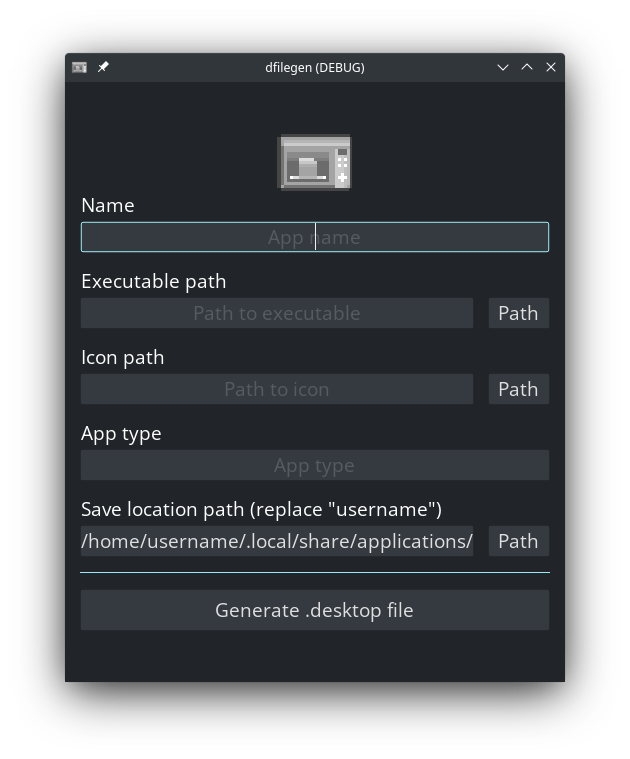 dfilegen (DEBUG)
Name
App name
Executable path
Path to executable Path
Icon path
Path to icon Path
App type
App type
Save location path (replace "username")
/home/username/.local/share/applications/ Path
Generate .desktop file